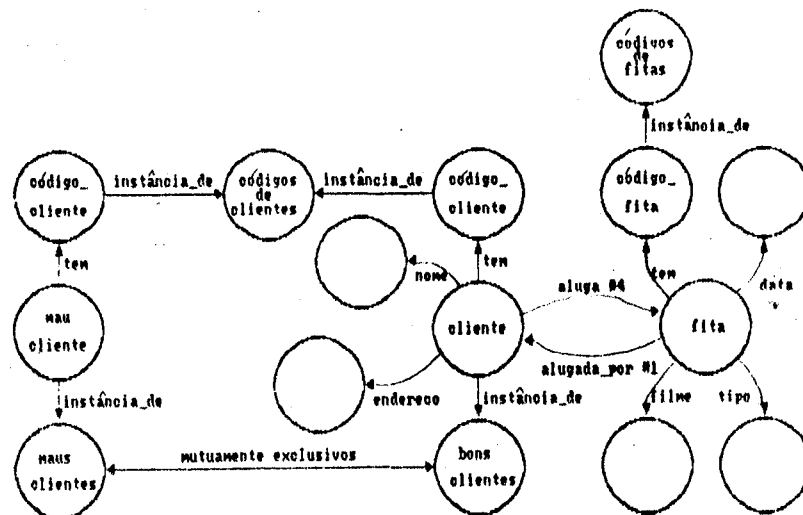 códigos
de
fitas
instância_de
código_
cliente
instância_de
códigos
de
clientes
instância_de
código_
cliente
código_
fita
tem
nome
tem
tem
data
mau
cliente
cliente
aluga #4
fita
alugada_por #1
instância_de
endereco
instância_de
filme
tipo
maus
clientes
mutuamente exclusivos
bons
clientes